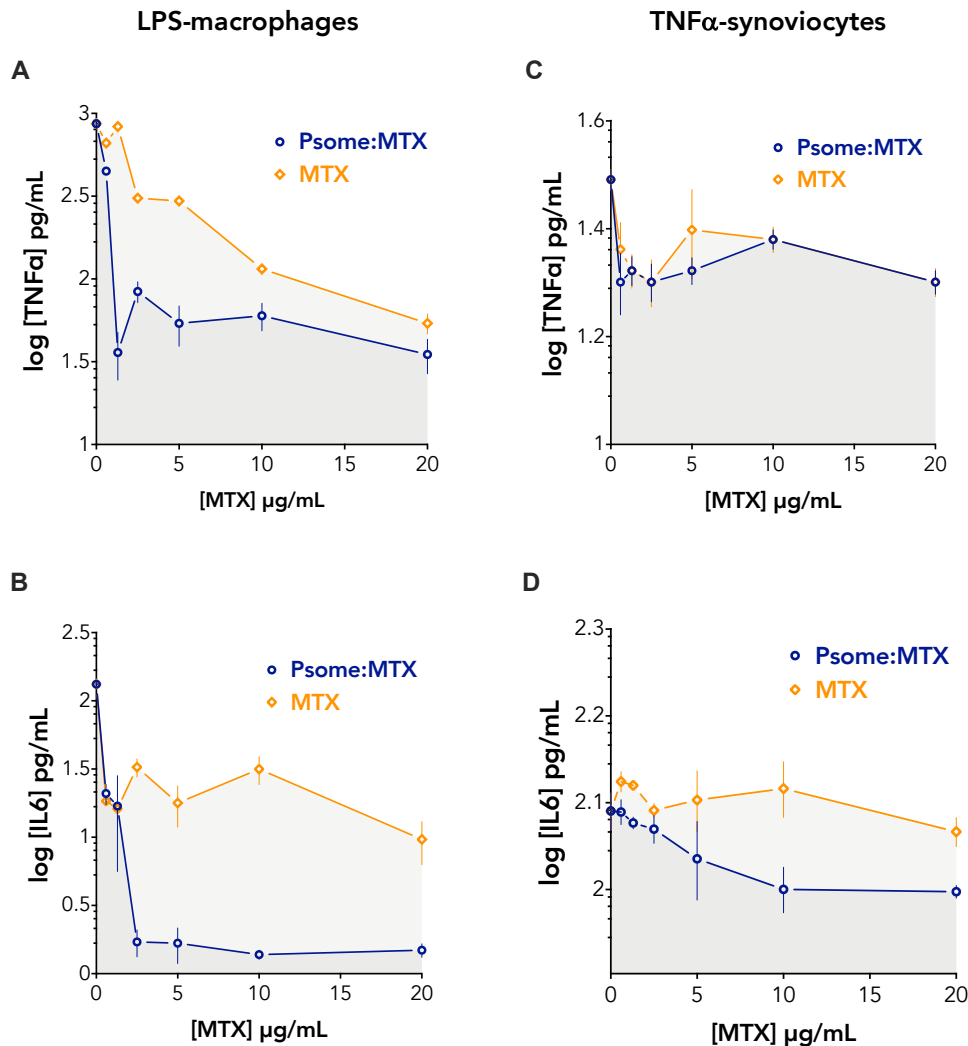 LPS-macrophages
TNFα-synoviocytes
A
log [TNFα] pg/mL
3
2.5
2
1.5
1
0 5 10 15 20
[MTX] µg/mL
Psome:MTX
MTX
C
log [TNFα] pg/mL
1.6
1.4
1.2
1
0 5 10 15 20
[MTX] µg/mL
Psome:MTX
MTX
B
log [IL6] pg/mL
2.5
2
1.5
1
0.5
0
0 5 10 15 20
[MTX] µg/mL
Psome:MTX
MTX
D
log [IL6] pg/mL
2.3
2.2
2.1
2
0 5 10 15 20
[MTX] µg/mL
Psome:MTX
MTX